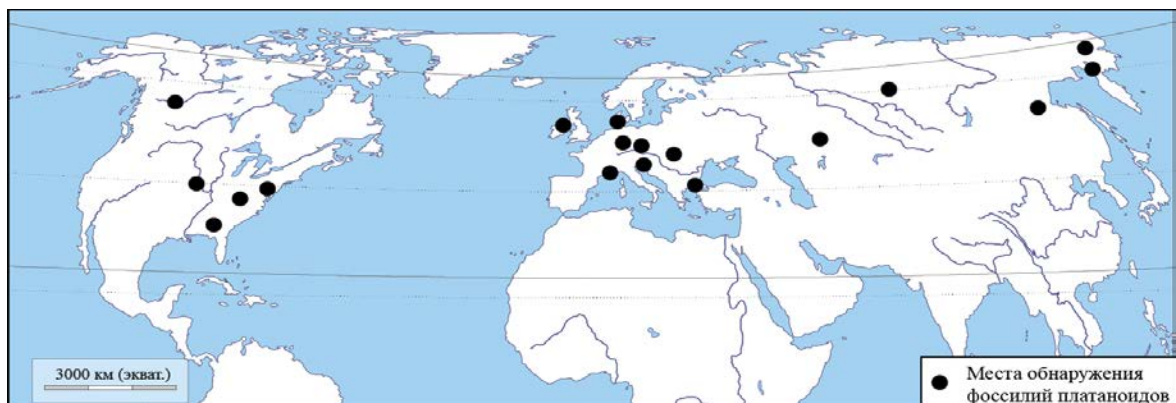 3000 км (экват.)
Места обнаружения
фоссилий платаноидов